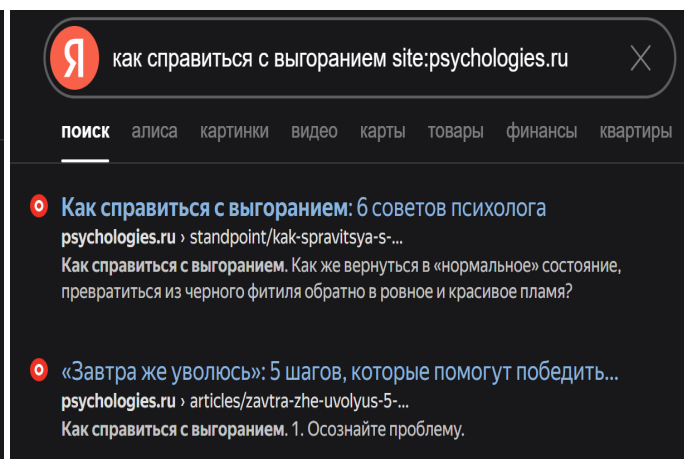 Я как справиться с выгоранием site:psychologies.ru
поиск алиса картинки видео карты товары финансы квартиры
Как справиться с выгоранием: 6 советов психолога
psychologies.ru › standpoint/kak-spravitsya-s-...
Как справиться с выгоранием. Как же вернуться в «нормальное» состояние,
превратиться из черного фитиля обратно в ровное и красивое пламя?
«Завтра же уволюсь»: 5 шагов, которые помогут победить...
psychologies.ru › articles/zavtra-zhe-uvolyus-5-...
Как справиться с выгоранием. 1. Осознайте проблему.